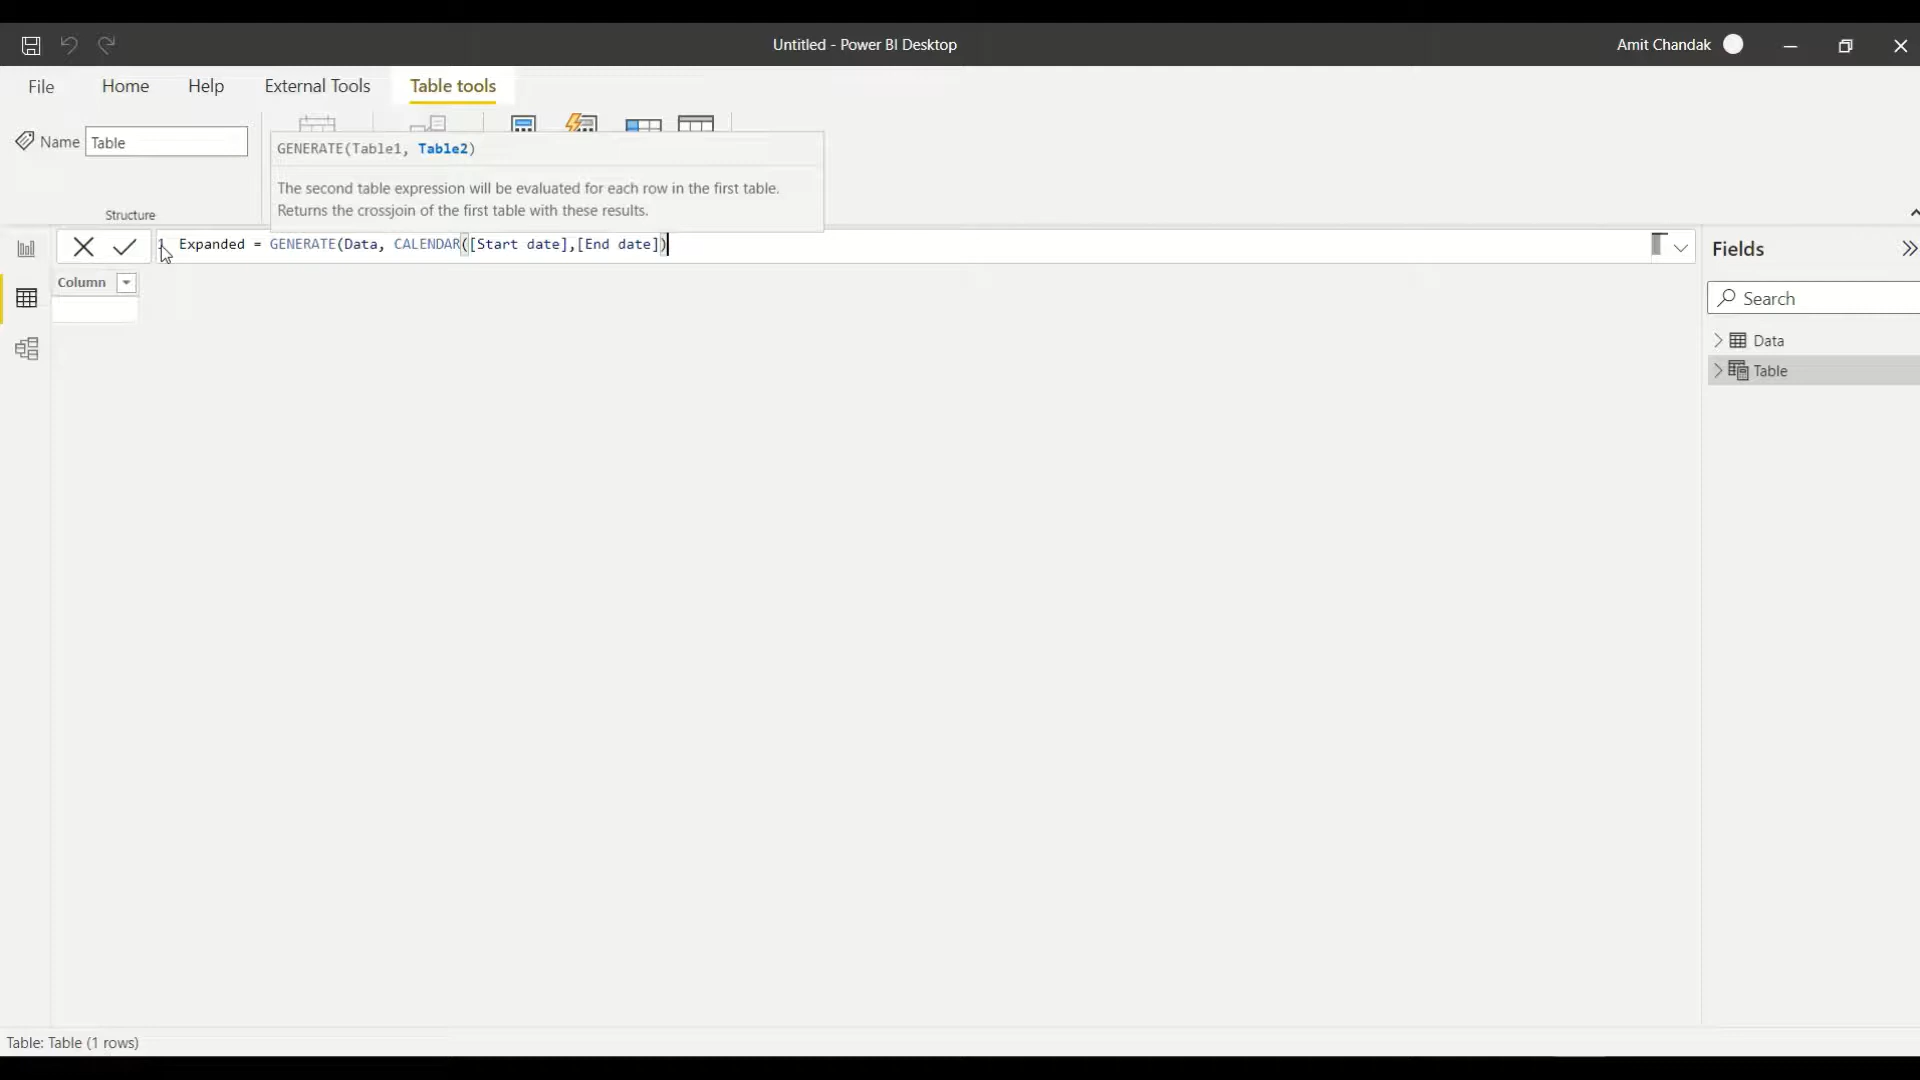 Untitled - Power BI Desktop
Amit Chandak
File Home Help External Tools Table tools
Name Table
Structure
GENERATE(Table1, Table2)
The second table expression will be evaluated for each row in the first table.
Returns the crossjoin of the first table with these results.
1 Expanded = GENERATE(Data, CALENDAR([Start date],[End date])
Column
Fields
Search
Data
Table
Table: Table (1 rows)